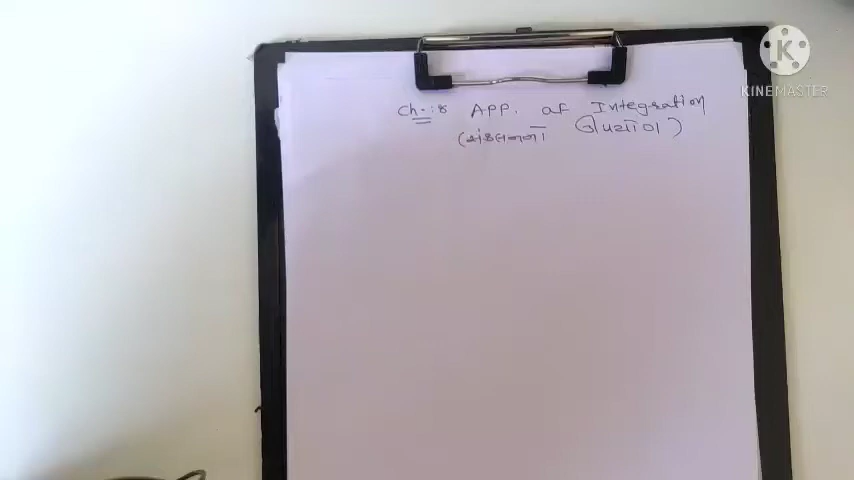 Ch-:8 APP. of Integration
(સંકલનનો ઉપયોગ)
KINEMASTER